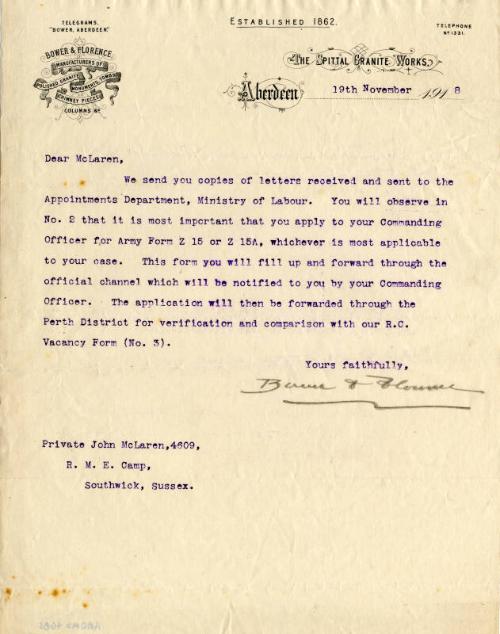 TELEGRAMS,
"BOWER, ABERDEEN."
ESTABLISHED 1862.
TELEPHONE
No 1321.
BOWER & FLORENCE,
MANUFACTURERS OF
POLISHED GRANITE
MONUMENTS, TOMBS,
CHIMNEY PIECES
COLUMNS &c
THE SPITTAL GRANITE WORKS,
Aberdeen 19th November 1918
Dear McLaren,
We send you copies of letters received and sent to the
Appointments Department, Ministry of Labour. You will observe in
No. 2 that it is most important that you apply to your Commanding
Officer for Army Form Z 15 or Z 15A, whichever is most applicable
to your case. This form you will fill up and forward through the
official channel which will be notified to you by your Commanding
Officer. The application will then be forwarded through the
Perth District for verification and comparison with our R.C.
Vacancy Form (No. 3).
Yours faithfully,
Bower & Florence
Private John McLaren,4609,
R. M. E. Camp,
Southwick, Sussex.